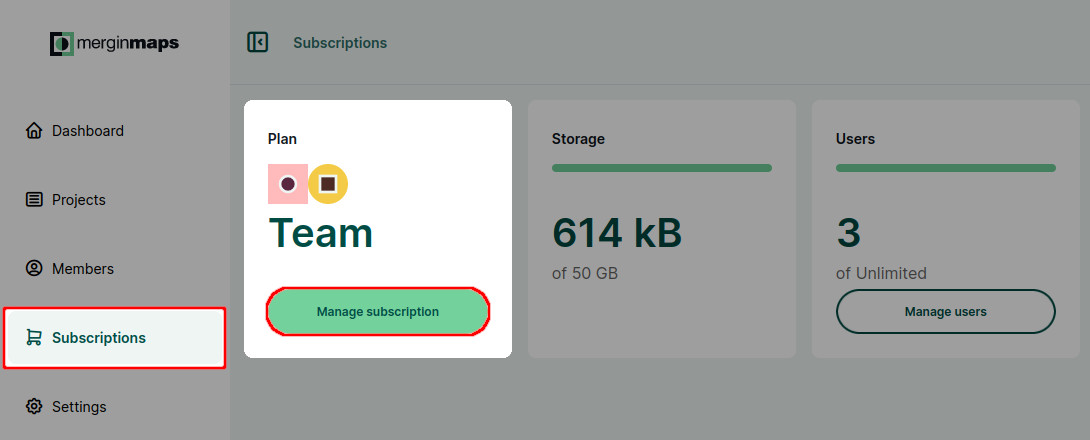 merginmaps
Subscriptions
Dashboard
Projects
Members
Subscriptions
Settings
Plan
Team
Manage subscription
Storage
614 kB
of 50 GB
Users
3
of Unlimited
Manage users